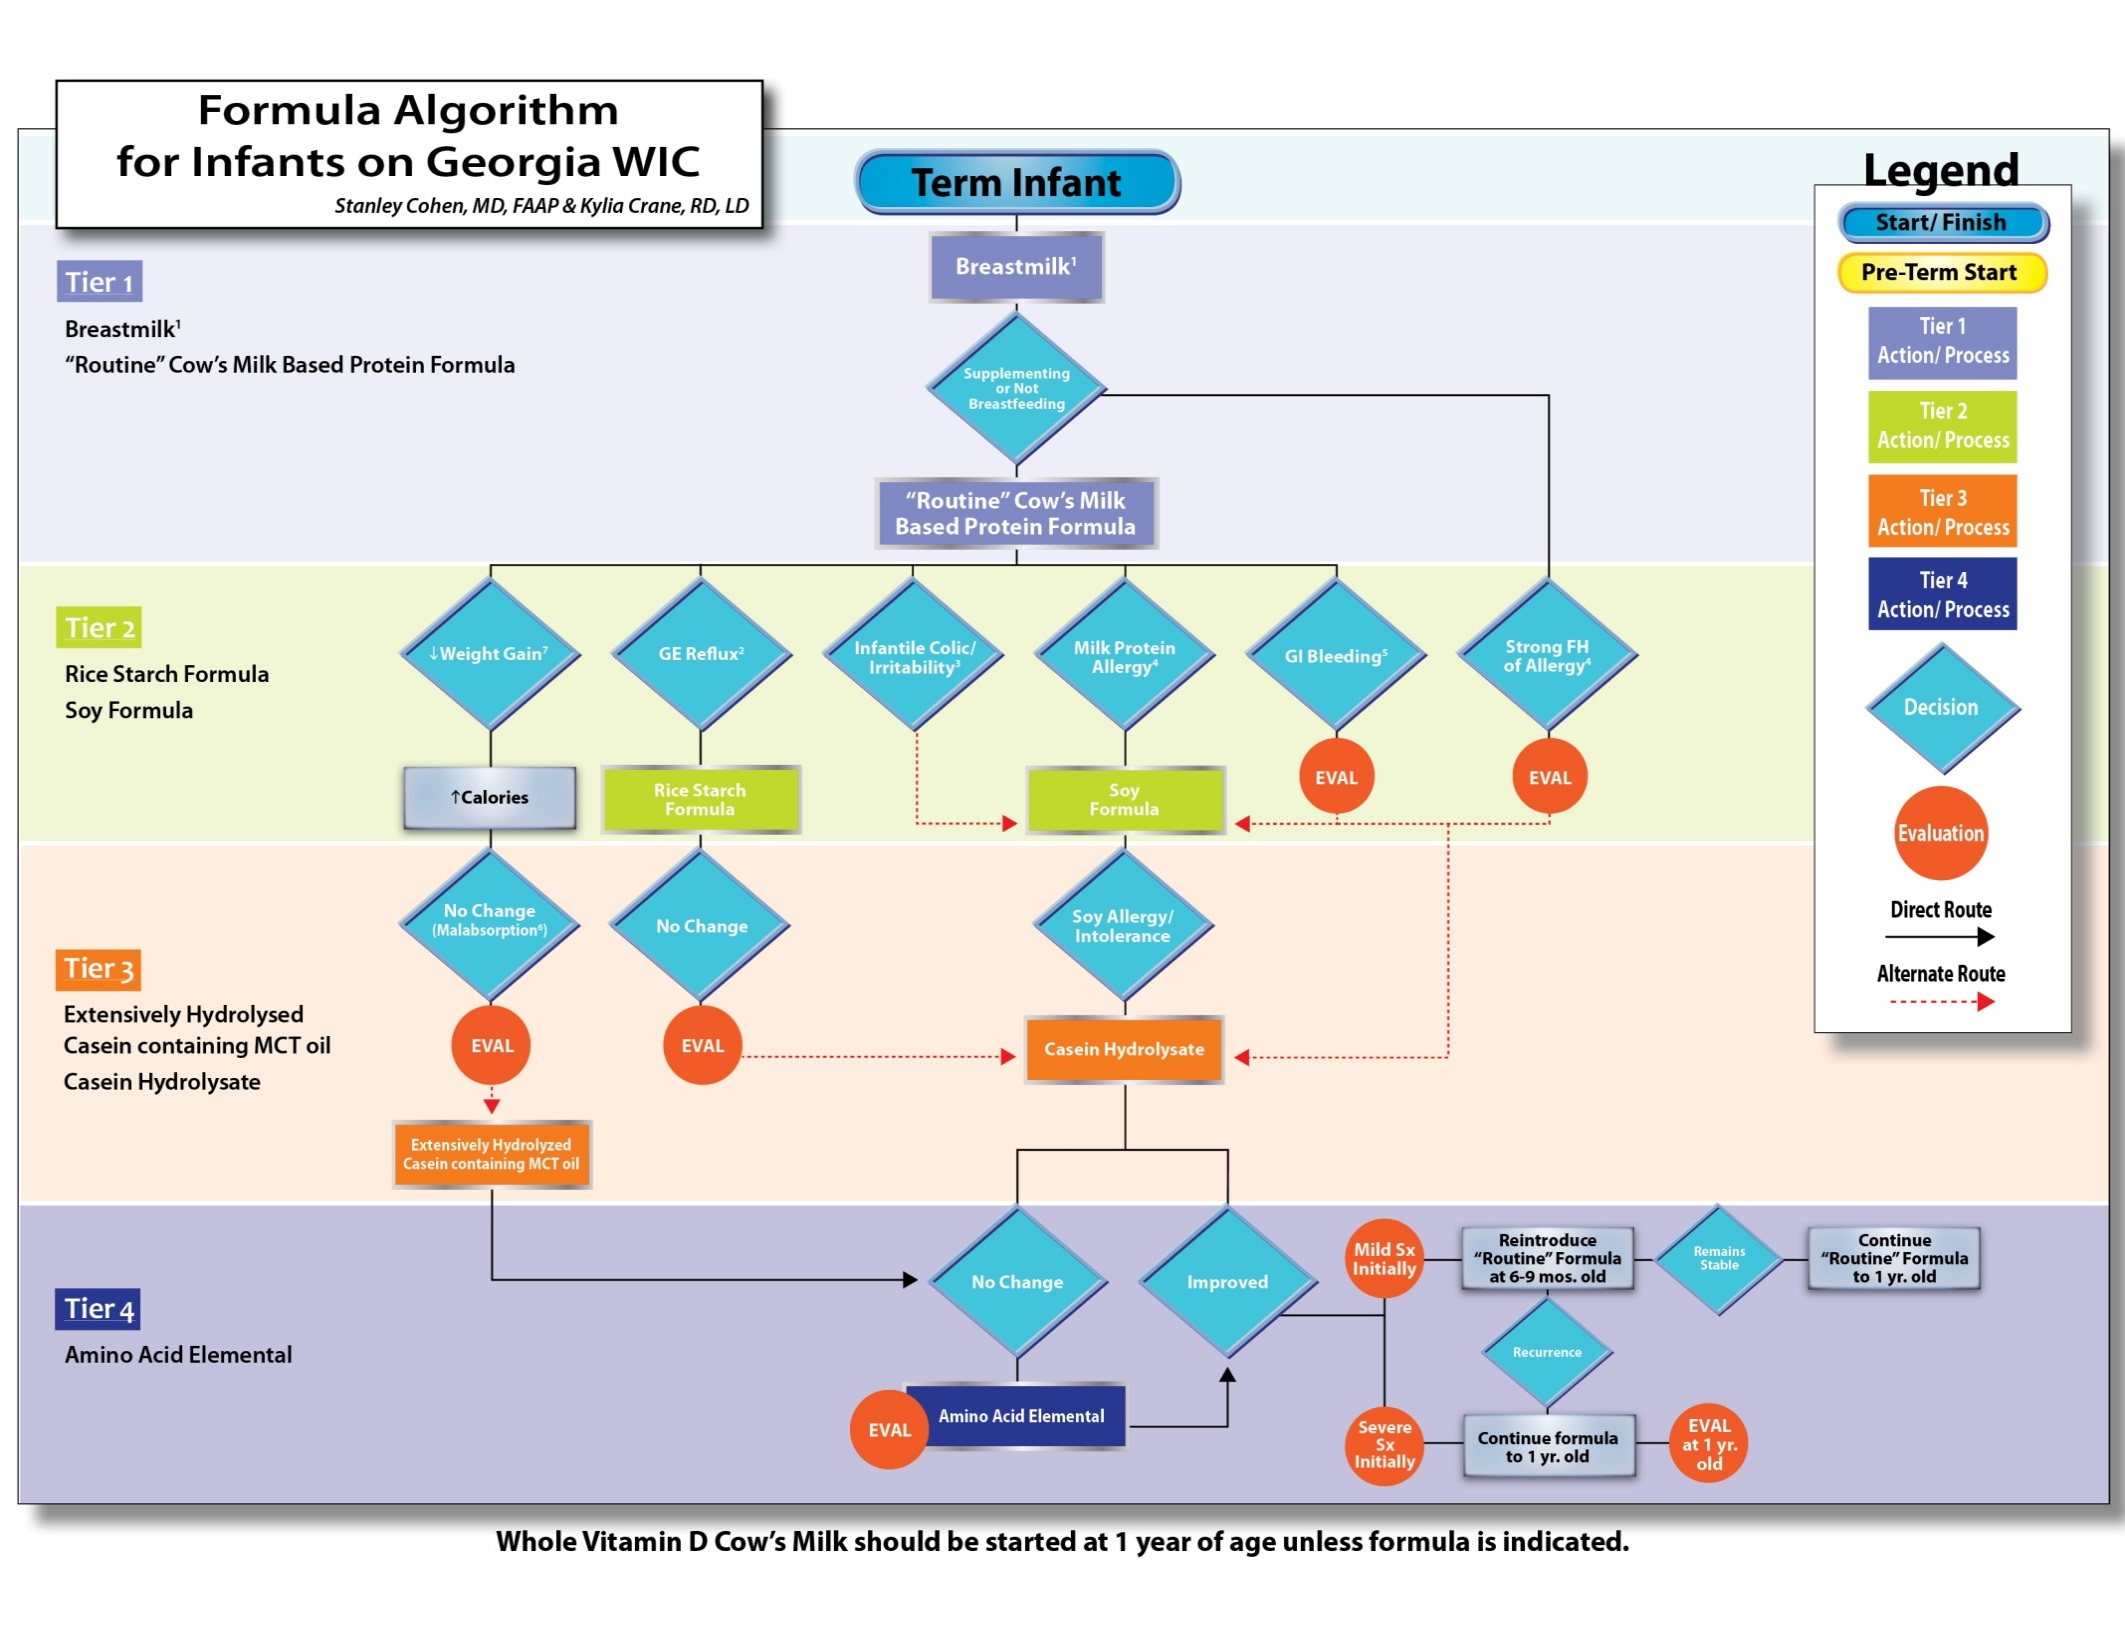 Formula Algorithm
for Infants on Georgia WIC
Stanley Cohen, MD, FAAP & Kylia Crane, RD, LD
Term Infant
Legend
Start/ Finish
Pre-Term Start
Tier 1
Action/ Process
Tier 2
Action/ Process
Tier 3
Action/ Process
Tier 4
Action/ Process
Decision
Evaluation
Direct Route
Alternate Route
Tier 1
Breastmilk¹
“Routine” Cow’s Milk Based Protein Formula
Breastmilk¹
Supplementing
or Not
Breastfeeding
“Routine” Cow’s Milk
Based Protein Formula
Tier 2
Rice Starch Formula
Soy Formula
↓Weight Gain⁷
GE Reflux²
Infantile Colic/
Irritability³
Milk Protein
Allergy⁴
GI Bleeding⁵
Strong FH
of Allergy⁴
↑Calories
Rice Starch
Formula
Soy
Formula
EVAL
EVAL
Tier 3
Extensively Hydrolysed
Casein containing MCT oil
Casein Hydrolysate
No Change
(Malabsorption⁶)
No Change
Soy Allergy/
Intolerance
EVAL
EVAL
Casein Hydrolysate
Extensively Hydrolyzed
Casein containing MCT oil
Tier 4
Amino Acid Elemental
No Change
Improved
Mild Sx
Initially
Reintroduce
“Routine” Formula
at 6-9 mos. old
Remains
Stable
Continue
“Routine” Formula
to 1 yr. old
Recurrence
EVAL
Amino Acid Elemental
Severe
Sx
Initially
Continue formula
to 1 yr. old
EVAL
at 1 yr.
old
Whole Vitamin D Cow’s Milk should be started at 1 year of age unless formula is indicated.